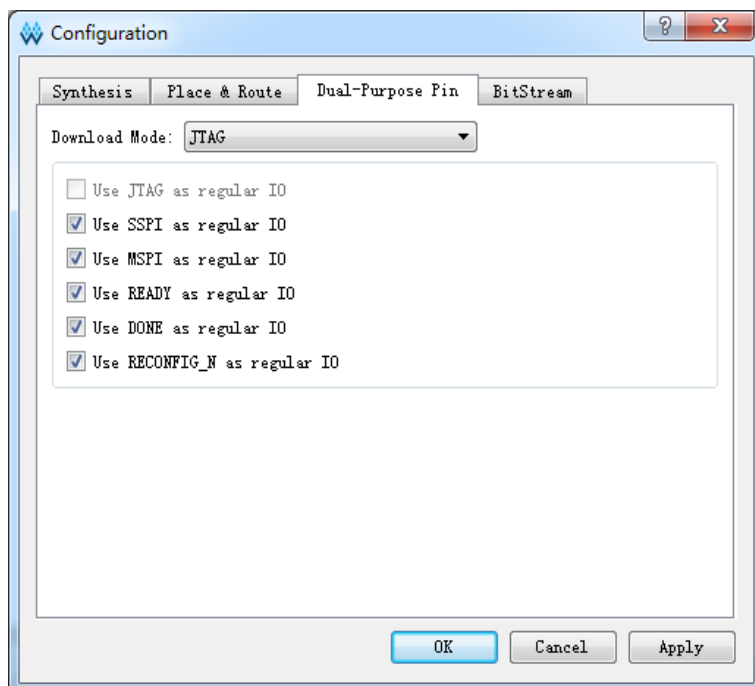 Configuration
Synthesis Place & Route Dual-Purpose Pin BitStream
Download Mode: JTAG
Use JTAG as regular IO
Use SSPI as regular IO
Use MSPI as regular IO
Use READY as regular IO
Use DONE as regular IO
Use RECONFIG_N as regular IO
OK Cancel Apply